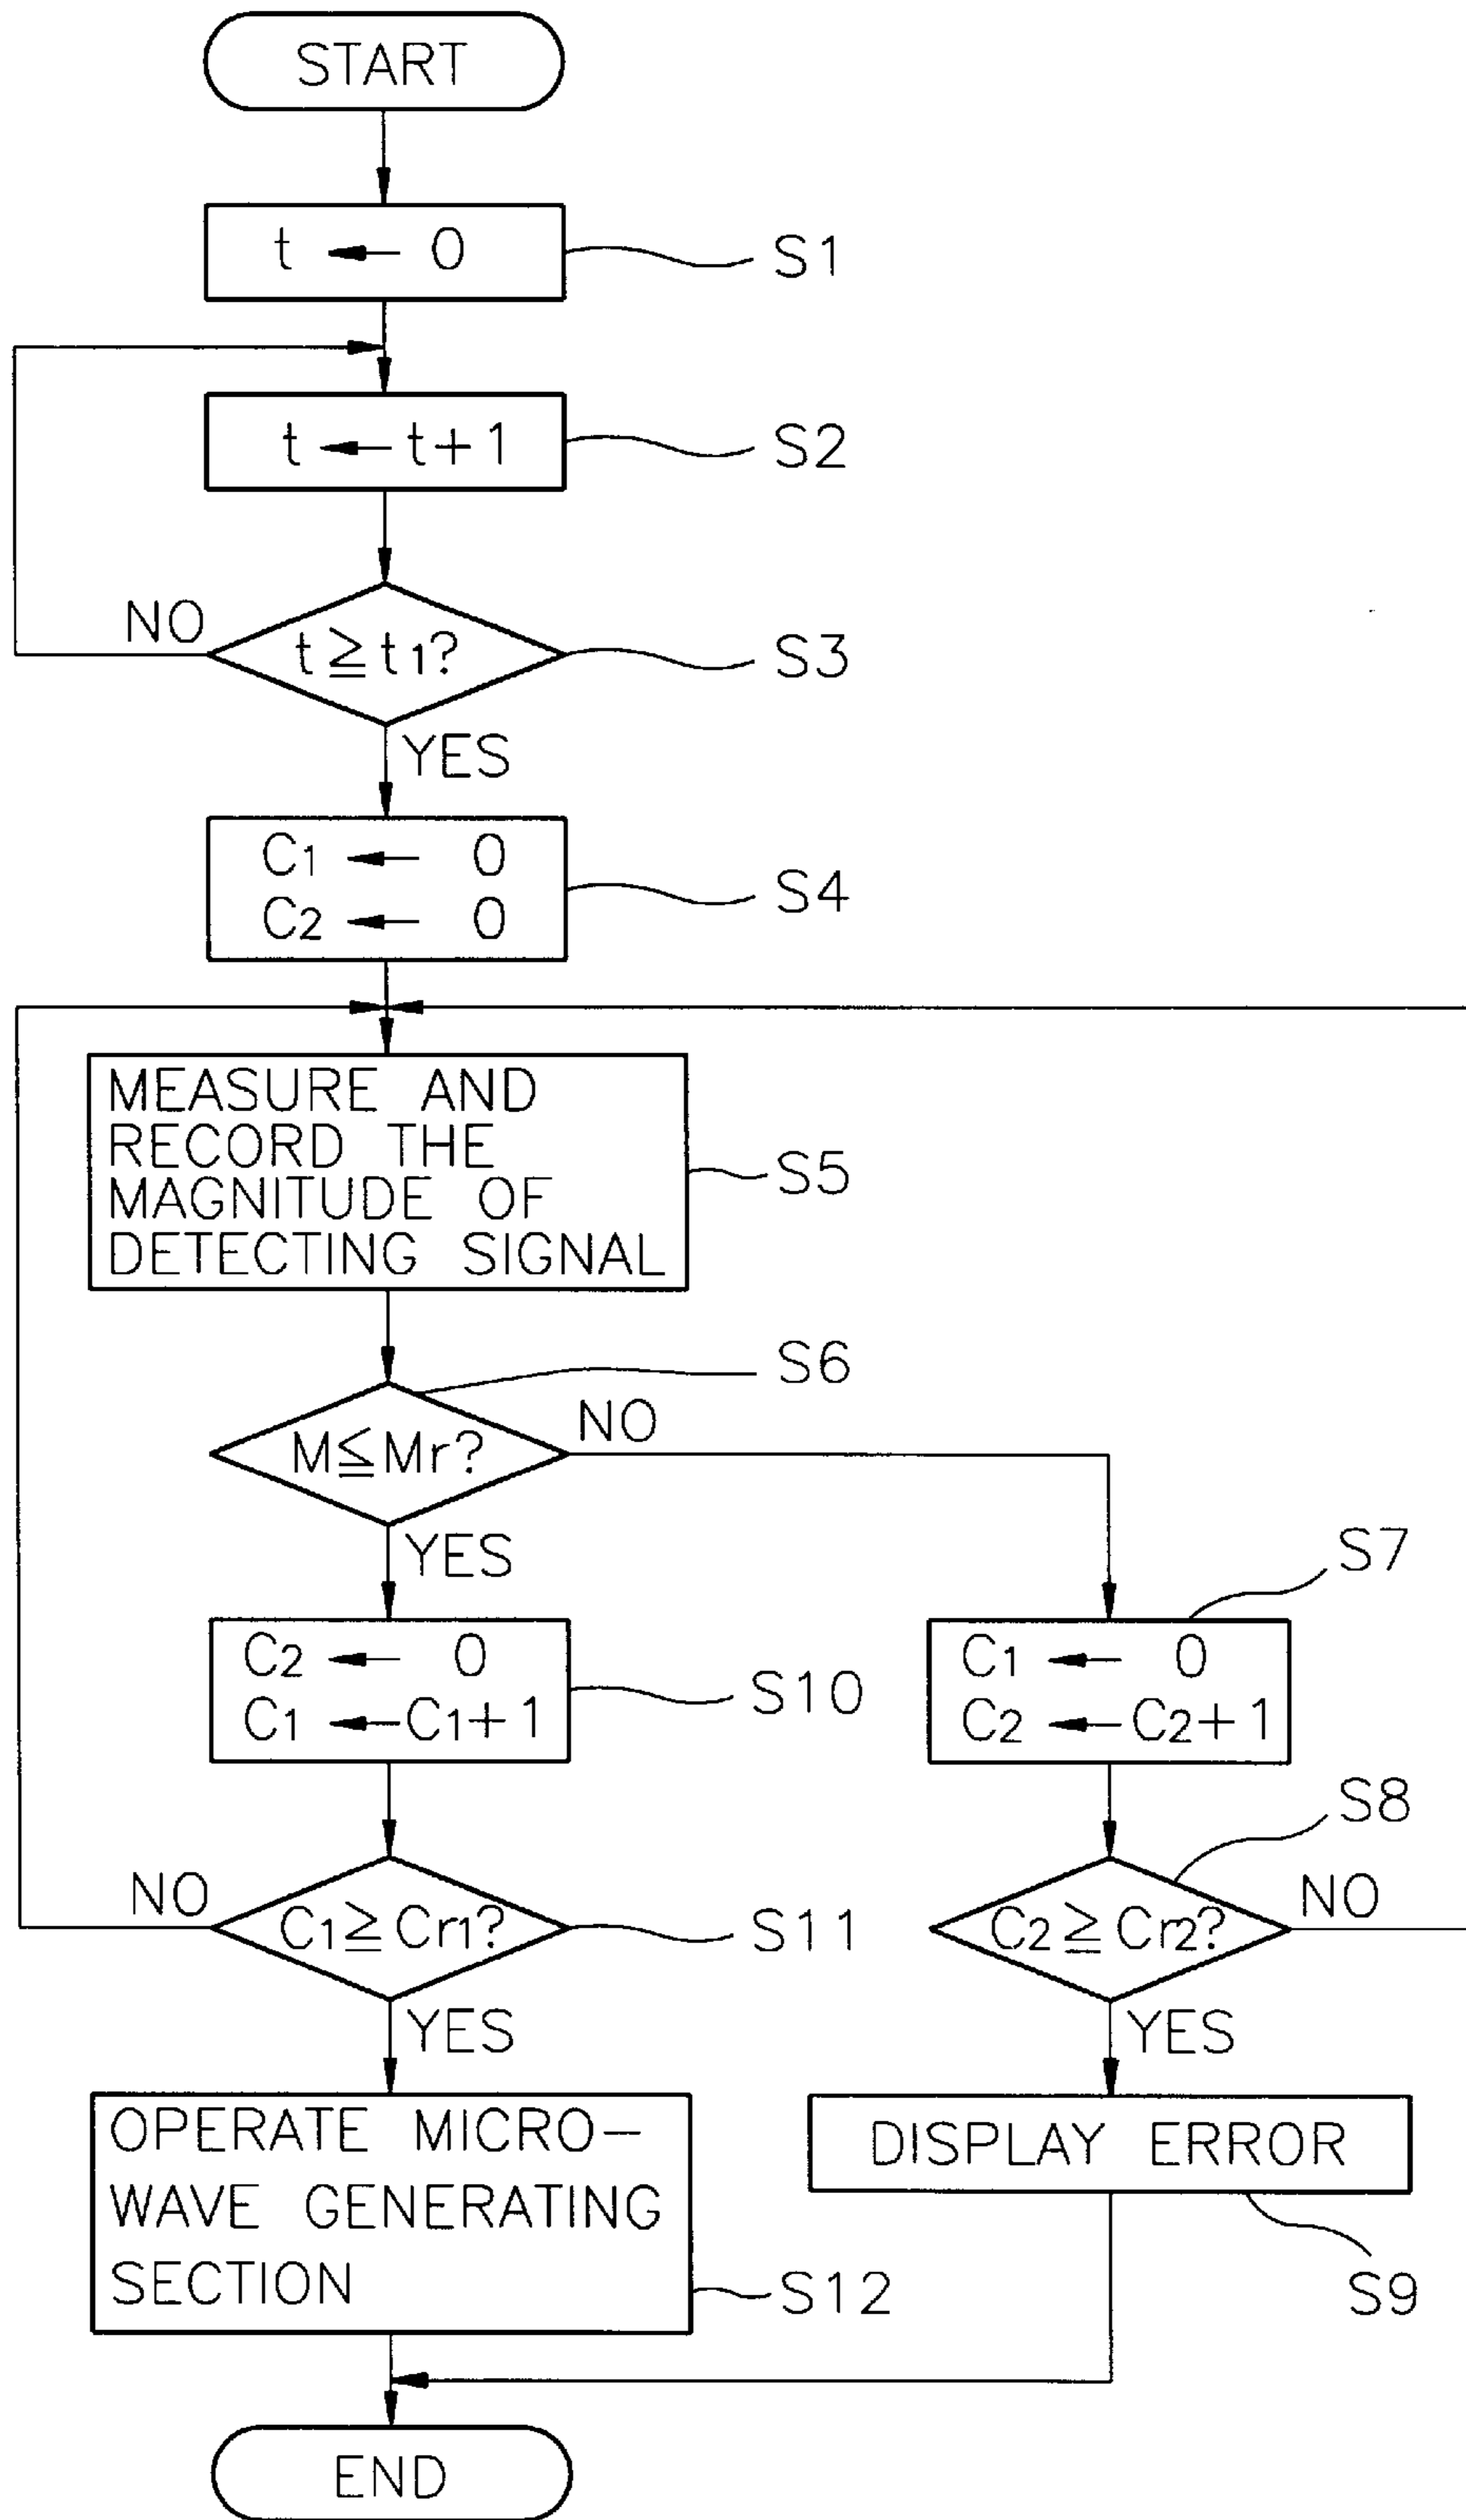 START
t ← 0
S1
t ← t+1
S2
NO
t≧t1?
S3
YES
C1 ← 0
C2 ← 0
S4
MEASURE AND
RECORD THE
MAGNITUDE OF
DETECTING SIGNAL
S5
S6
M≦Mr?
NO
YES
S7
C2 ← 0
C1 ← C1+1
S10
C1 ← 0
C2 ← C2+1
S8
NO
C1≧Cr1?
S11
C2≧Cr2?
NO
YES
YES
OPERATE MICRO-
WAVE GENERATING
SECTION
S12
DISPLAY ERROR
S9
END